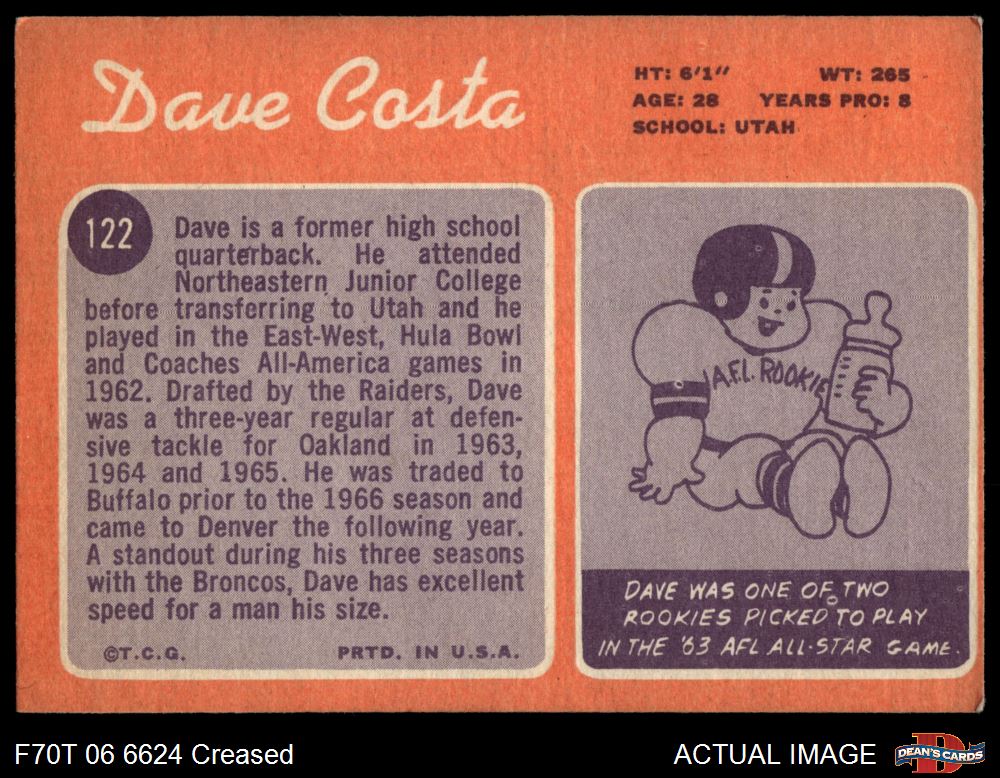 Dave Costa
HT: 6'1" WT: 265
AGE: 28 YEARS PRO: 8
SCHOOL: UTAH
122
Dave is a former high school
quarterback. He attended
Northeastern Junior College
before transferring to Utah and he
played in the East-West, Hula Bowl
and Coaches All-America games in
1962. Drafted by the Raiders, Dave
was a three-year regular at defen-
sive tackle for Oakland in 1963,
1964 and 1965. He was traded to
Buffalo prior to the 1966 season and
came to Denver the following year.
A standout during his three seasons
with the Broncos, Dave has excellent
speed for a man his size.
©T.C.G. PRTD. IN U.S.A.
A.F.L. ROOKIE
DAVE WAS ONE OF TWO
ROOKIES PICKED TO PLAY
IN THE '63 AFL ALL-STAR GAME.
F70T 06 6624 Creased
ACTUAL IMAGE
DEAN'S CARDS